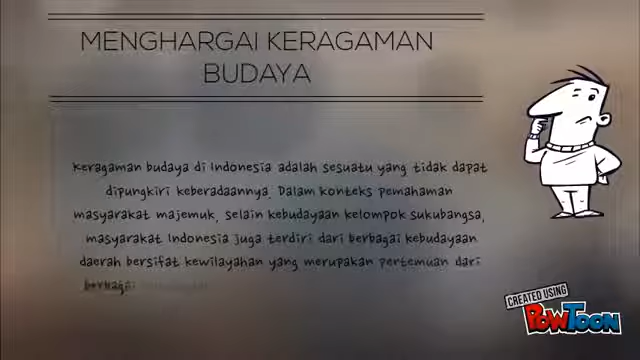 MENGHARGAI KERAGAMAN
BUDAYA
Keragaman budaya di Indonesia adalah sesuatu yang tidak dapat
dipungkiri keberadaannya. Dalam konteks pemahaman
masyarakat majemuk, selain kebudayaan kelompok sukubangsa,
masyarakat Indonesia juga terdiri dari berbagai kebudayaan
daerah bersifat kewilayahan yang merupakan pertemuan dari
berbagai
CREATED USING
POWTOON